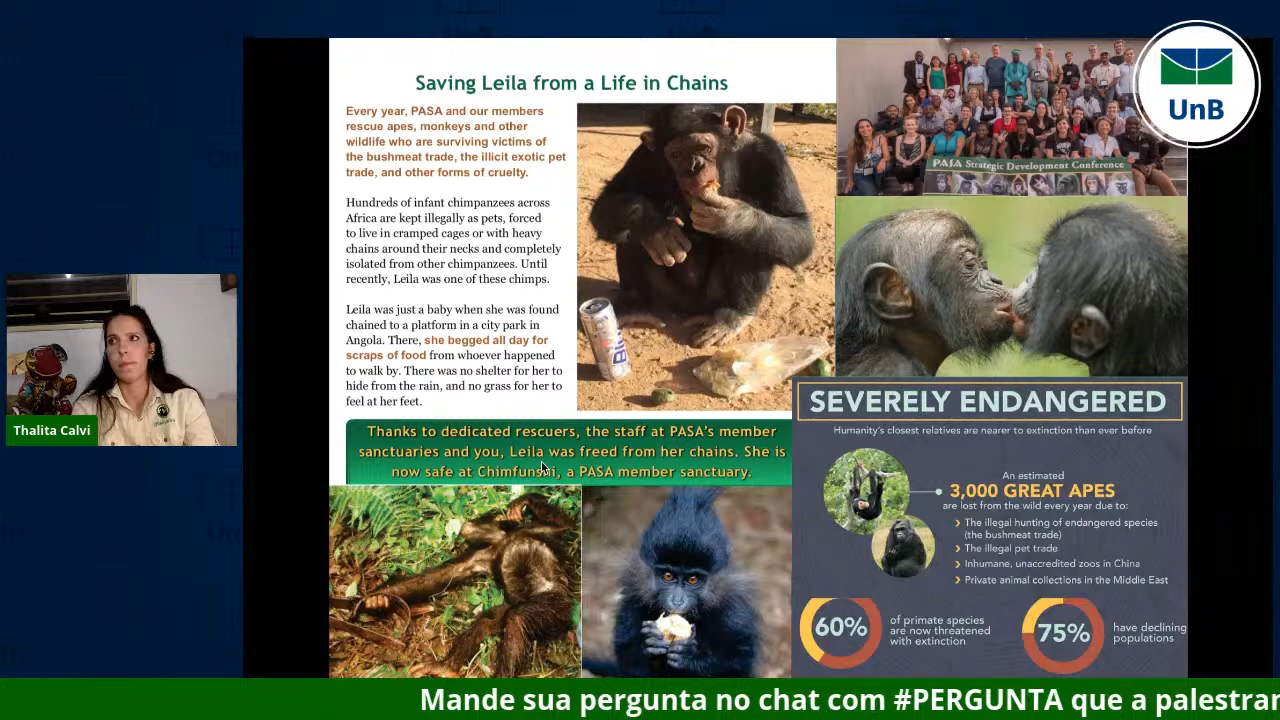 Saving Leila from a Life in Chains
Every year, PASA and our members
rescue apes, monkeys and other
wildlife who are surviving victims of
the bushmeat trade, the illicit exotic pet
trade, and other forms of cruelty.
Hundreds of infant chimpanzees across
Africa are kept illegally as pets, forced
to live in cramped cages or with heavy
chains around their necks and completely
isolated from other chimpanzees. Until
recently, Leila was one of these chimps.
Leila was just a baby when she was found
chained to a platform in a city park in
Angola. There, she begged all day for
scraps of food from whoever happened
to walk by. There was no shelter for her to
hide from the rain, and no grass for her to
feel at her feet.
Thanks to dedicated rescuers, the staff at PASA's member
sanctuaries and you, Leila was freed from her chains. She is
now safe at Chimfunshi, a PASA member sanctuary.
PASA Strategic Development Conference
UnB
SEVERELY ENDANGERED
Humanity's closest relatives are nearer to extinction than ever before
An estimated
3,000 GREAT APES
are lost from the wild every year due to:
The illegal hunting of endangered species
(the bushmeat trade)
The illegal pet trade
Inhumane, unaccredited zoos in China
Private animal collections in the Middle East
60%
of primate species
are now threatened
with extinction
75%
have declining
populations
Thalita Calvi
Mande sua pergunta no chat com #PERGUNTA que a palestrar